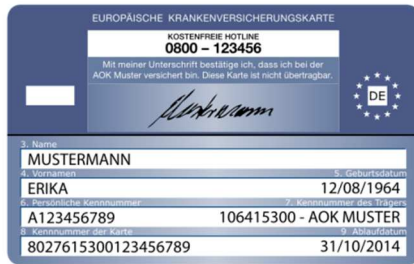 EUROPÄISCHE KRANKENVERSICHERUNGSKARTE
KOSTENFREIE HOTLINE
0800 – 123456
Mit meiner Unterschrift bestätige ich, dass ich bei der
AOK Muster versichert bin. Diese Karte ist nicht übertragbar.
Mustermann
DE
3. Name
MUSTERMANN
4. Vornamen 5. Geburtsdatum
ERIKA 12/08/1964
6. Persönliche Kennnummer 7. Kennnummer des Trägers
A123456789 106415300 - AOK MUSTER
8 Kennnummer der Karte 9 Ablaufdatum
8027615300123456789 31/10/2014